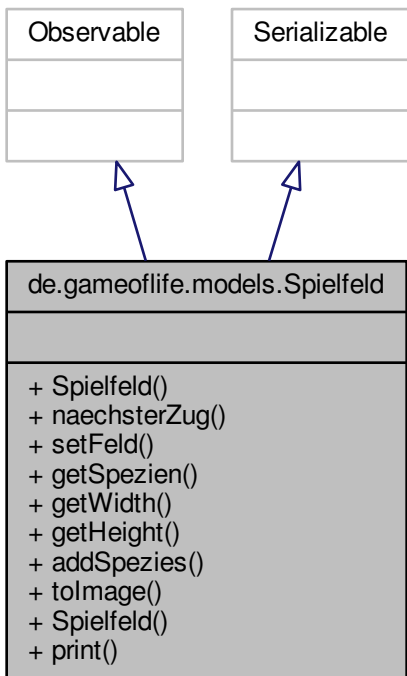 Observable
Serializable
de.gameoflife.models.Spielfeld
+ Spielfeld()
+ naechsterZug()
+ setFeld()
+ getSpezien()
+ getWidth()
+ getHeight()
+ addSpezies()
+ toImage()
+ Spielfeld()
+ print()